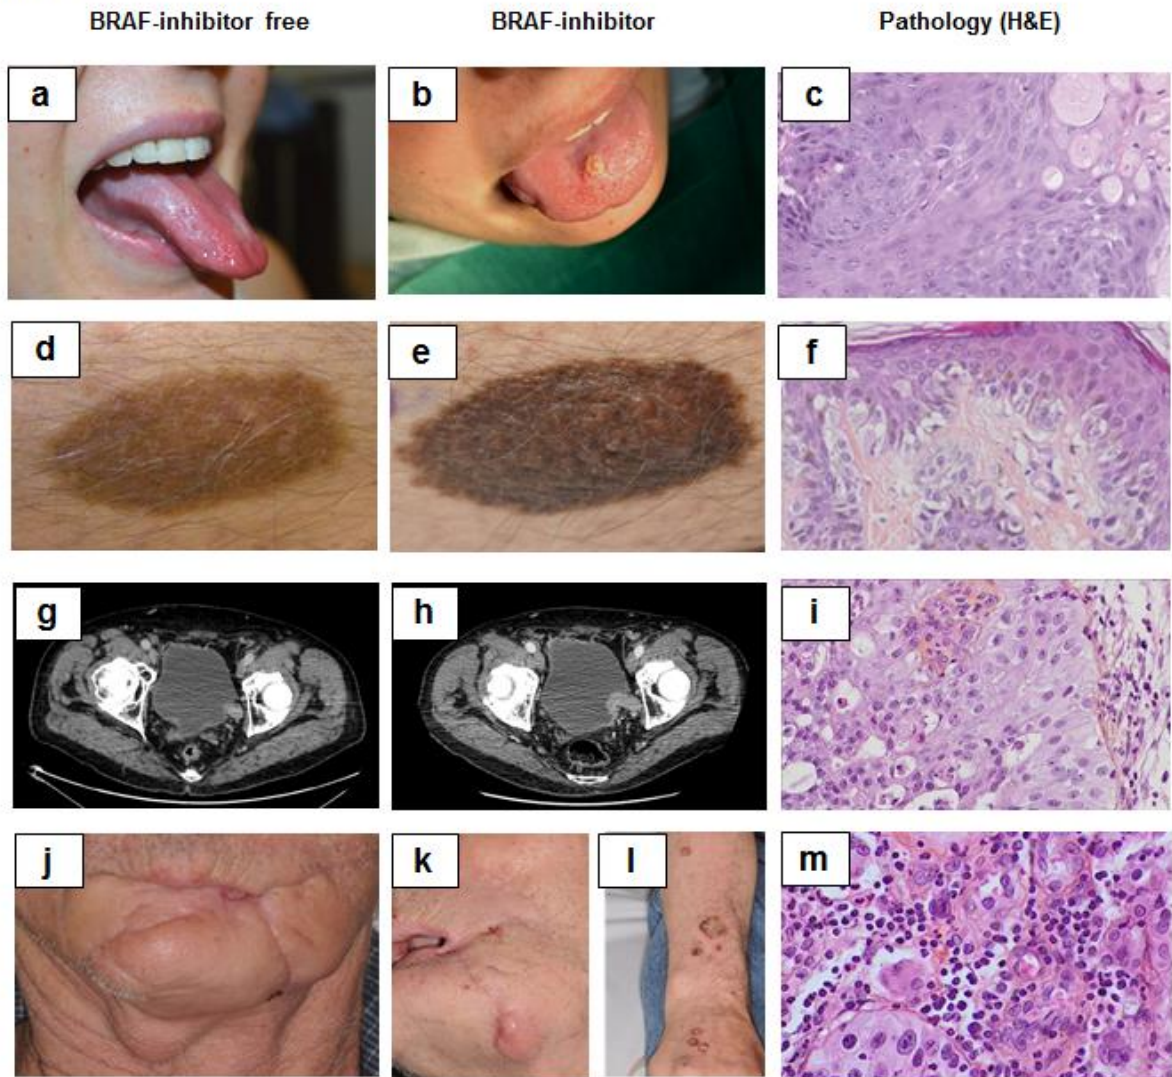 BRAF-inhibitor free BRAF-inhibitor Pathology (H&E)
a b c
d e f
g h i
j k l m